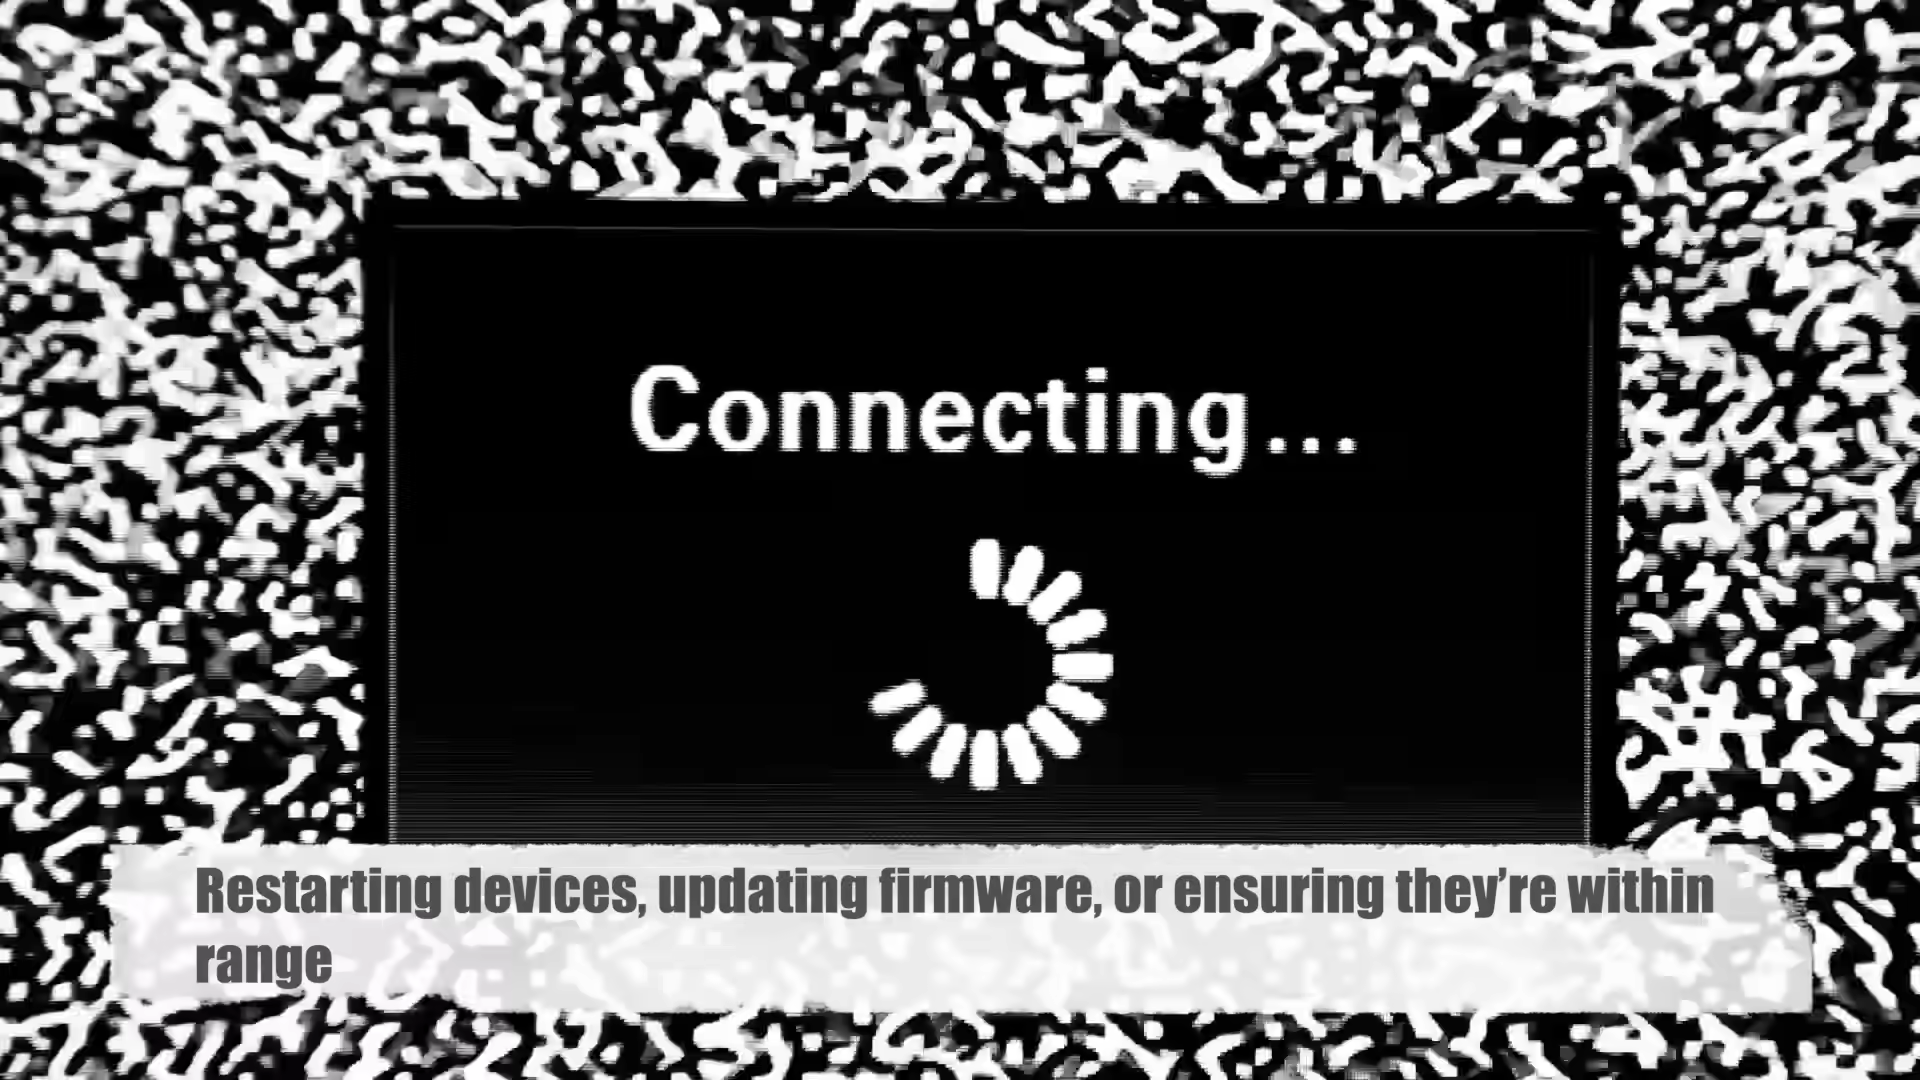 Connecting...
Restarting devices, updating firmware, or ensuring they’re within
range